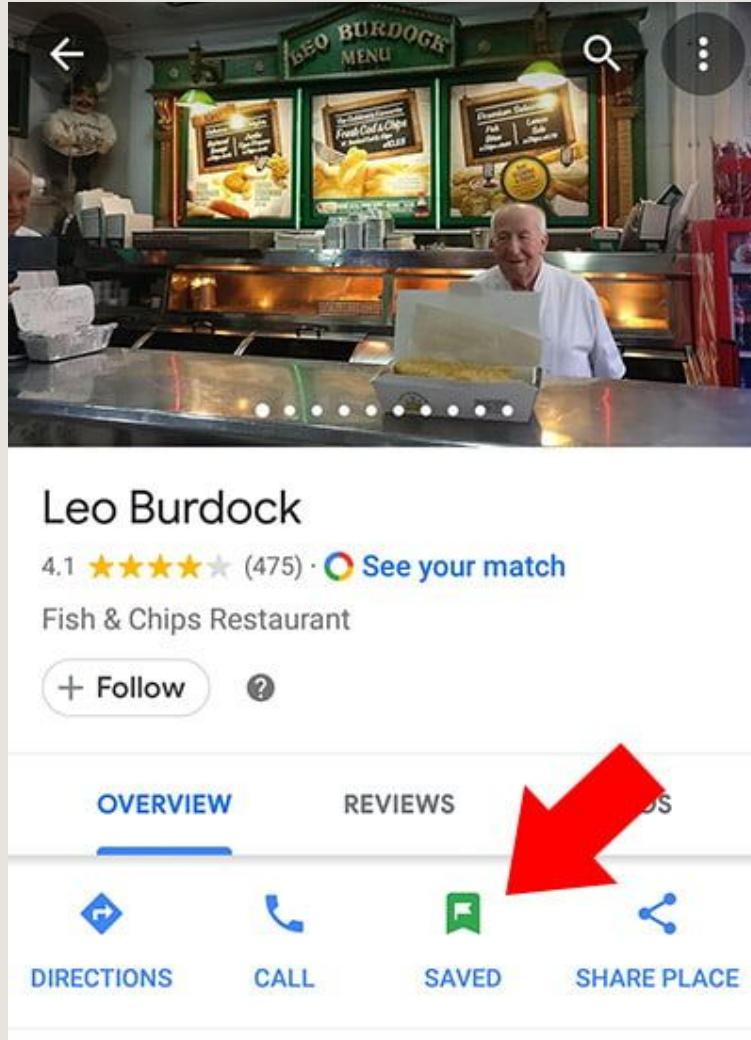 LEO BURDOCK
MENU
Fresh Cod & Chips
Leo Burdock
4.1 (475) · See your match
Fish & Chips Restaurant
+ Follow ?
OVERVIEW REVIEWS
DIRECTIONS CALL SAVED SHARE PLACE